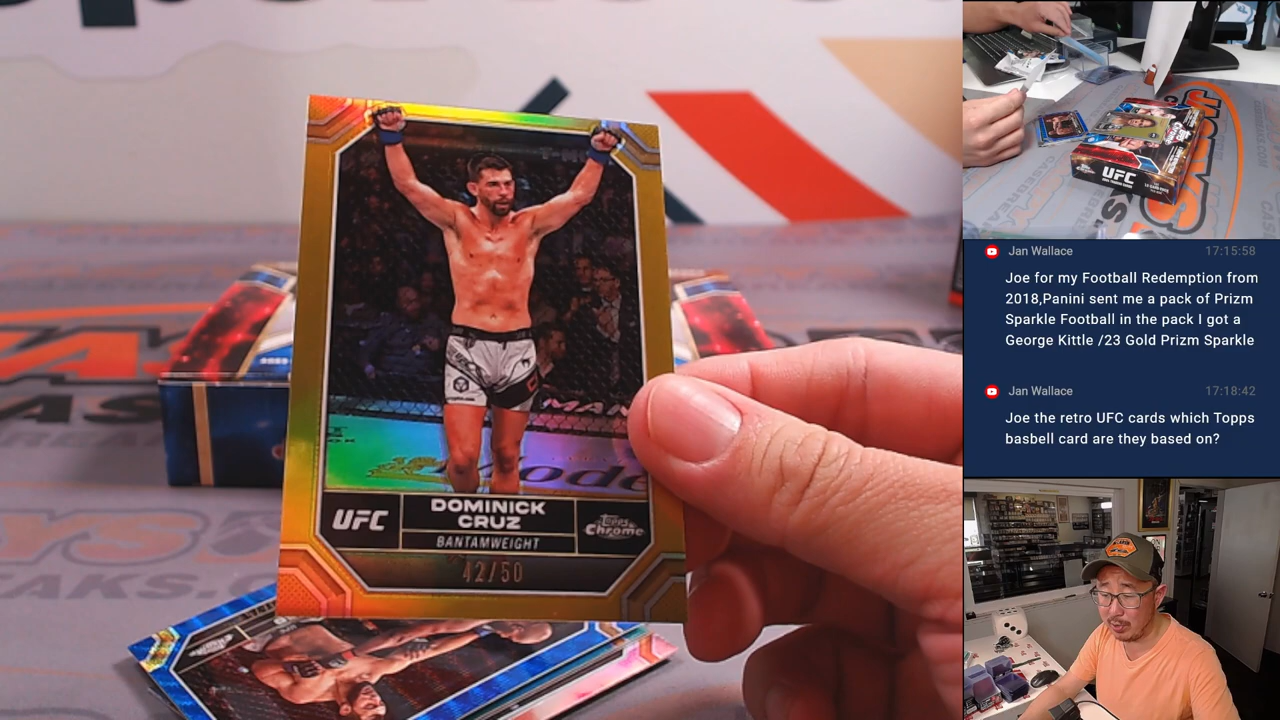 UFC
DOMINICK
CRUZ
BANTAMWEIGHT
Topps
Chrome
42/50
UFC
Jan Wallace
17:15:58
Joe for my Football Redemption from
2018,Panini sent me a pack of Prizm
Sparkle Football in the pack I got a
George Kittle /23 Gold Prizm Sparkle
Jan Wallace
17:18:42
Joe the retro UFC cards which Topps
basbell card are they based on?